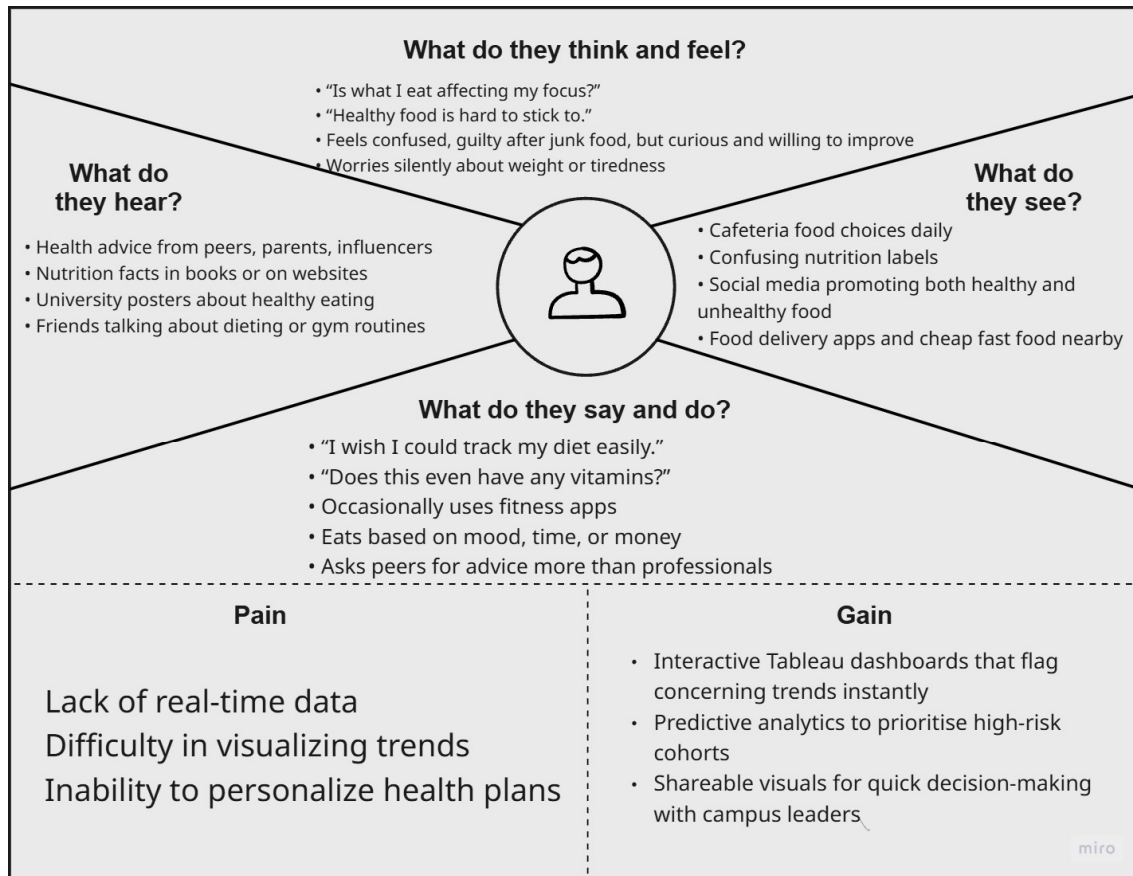 What do they think and feel?
• “Is what I eat affecting my focus?”
• “Healthy food is hard to stick to.”
• Feels confused, guilty after junk food, but curious and willing to improve
• Worries silently about weight or tiredness
What do
they hear?
• Health advice from peers, parents, influencers
• Nutrition facts in books or on websites
• University posters about healthy eating
• Friends talking about dieting or gym routines
What do
they see?
• Cafeteria food choices daily
• Confusing nutrition labels
• Social media promoting both healthy and
unhealthy food
• Food delivery apps and cheap fast food nearby
What do they say and do?
• “I wish I could track my diet easily.”
• “Does this even have any vitamins?”
• Occasionally uses fitness apps
• Eats based on mood, time, or money
• Asks peers for advice more than professionals
Pain
Lack of real-time data
Difficulty in visualizing trends
Inability to personalize health plans
Gain
• Interactive Tableau dashboards that flag
concerning trends instantly
• Predictive analytics to prioritise high-risk
cohorts
• Shareable visuals for quick decision-making
with campus leaders
miro